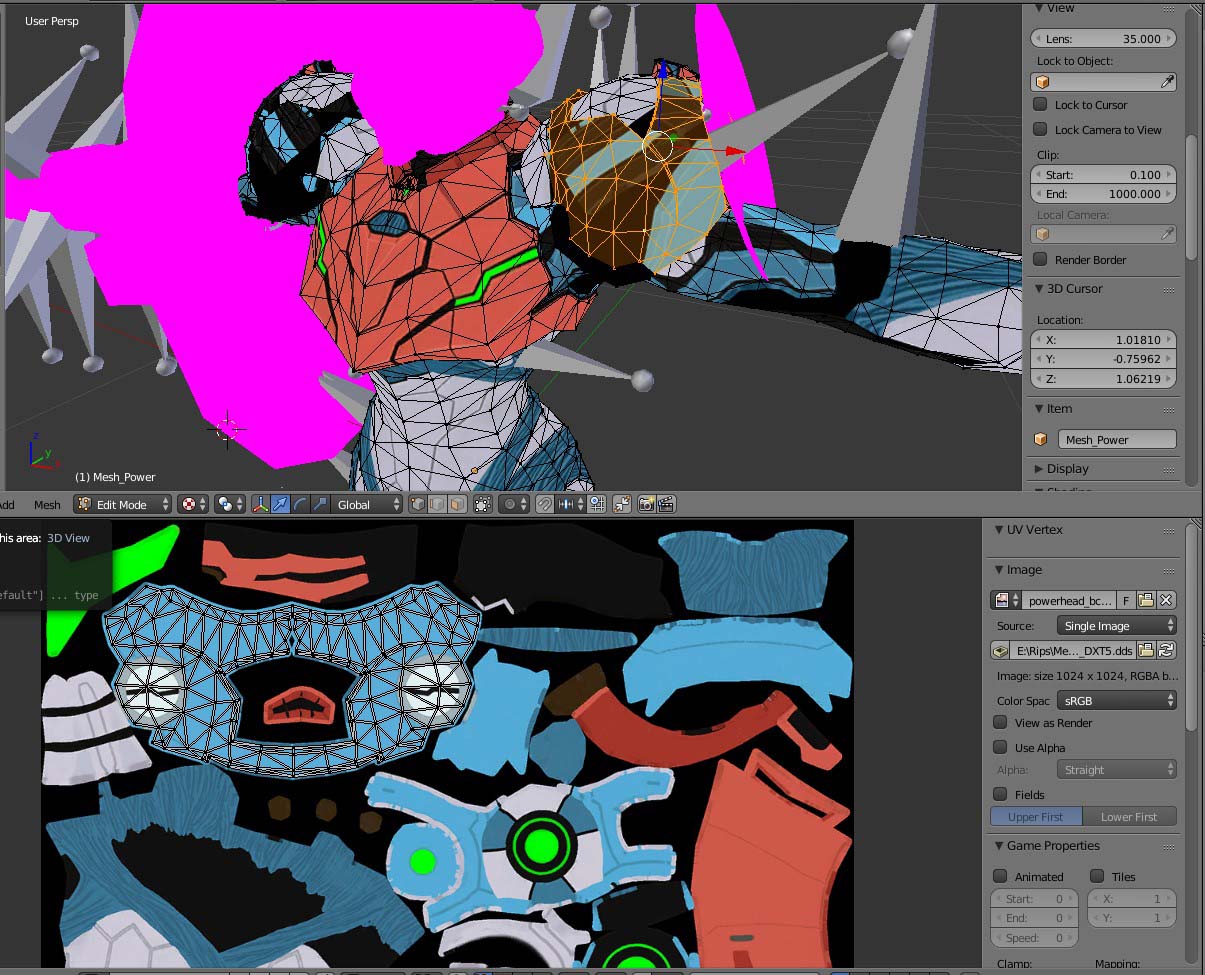 User Persp
View
Lens: 35.000
Lock to Object:
Lock to Cursor
Lock Camera to View
Clip:
Start: 0.100
End: 1000.000
Local Camera:
Render Border
3D Cursor
Location:
X: 1.01810
Y: -0.75962
Z: 1.06219
Item
Mesh_Power
Display
z
y
x
(1) Mesh_Power
dd Mesh Edit Mode Global
his area: 3D View
efault"] ... type
UV Vertex
Image
powerhead_bc... F
Source: Single Image
E:\Rips\Me..._DXT5.dds
Image: size 1024 x 1024, RGBA b...
Color Spac sRGB
View as Render
Use Alpha
Alpha: Straight
Fields
Upper First Lower First
Game Properties
Animated Tiles
Start: 0 X: 1
End: 0 Y: 1
Speed: 0
Clamp: Mapping: